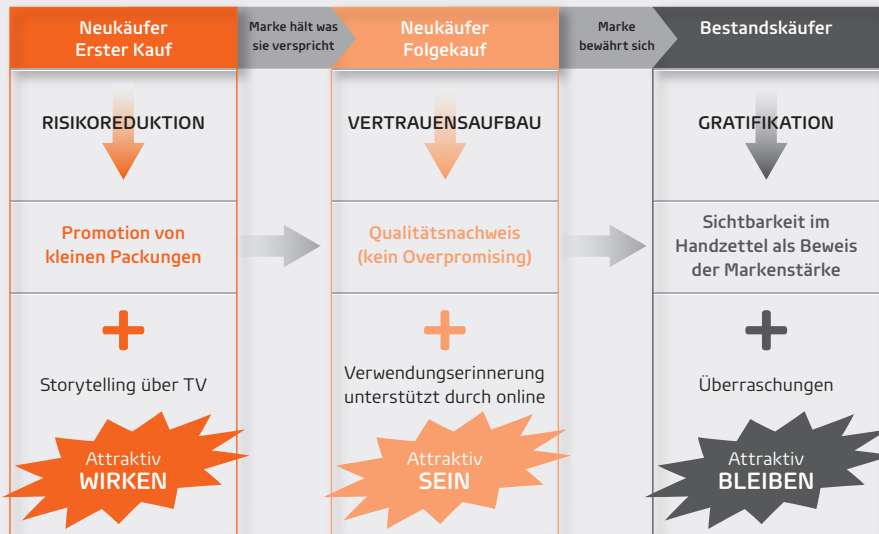 Neukäufer
Erster Kauf
Marke hält was
sie verspricht
Neukäufer
Folgekauf
Marke
bewährt sich
Bestandskäufer
RISIKOREDUKTION
VERTRAUENSAUFBAU
GRATIFIKATION
Promotion von
kleinen Packungen
Qualitätsnachweis
(kein Overpromising)
Sichtbarkeit im
Handzettel als Beweis
der Markenstärke
+
+
+
Storytelling über TV
Verwendungserinnerung
unterstützt durch online
Überraschungen
Attraktiv
WIRKEN
Attraktiv
SEIN
Attraktiv
BLEIBEN